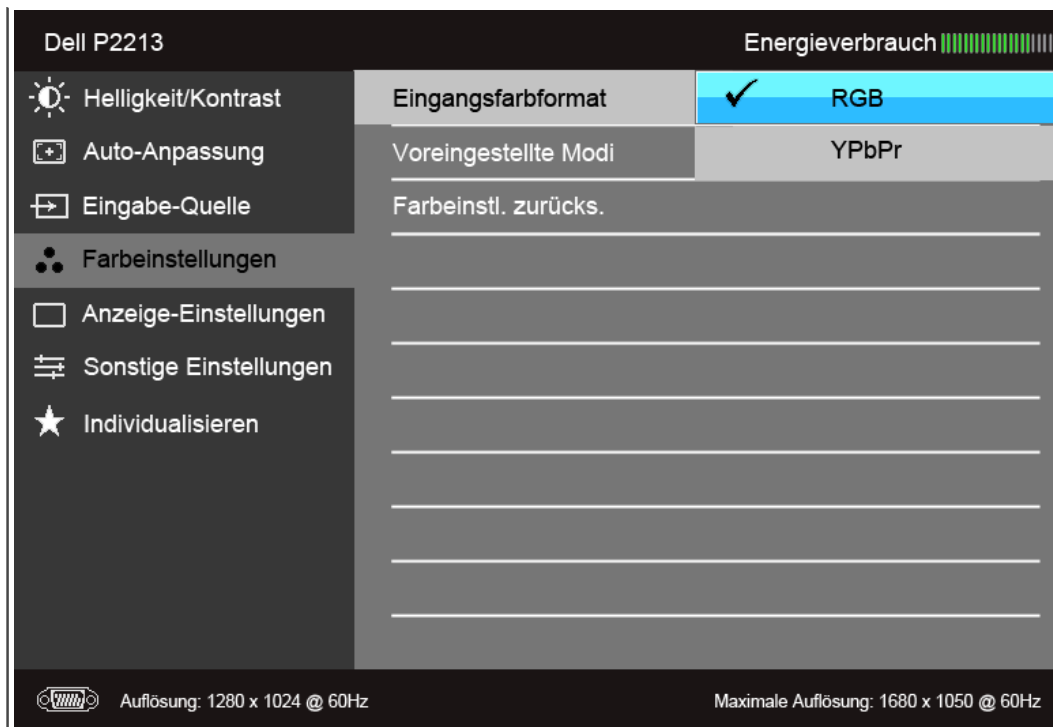 Dell P2213
Energieverbrauch
Helligkeit/Kontrast
Auto-Anpassung
Eingabe-Quelle
Farbeinstellungen
Anzeige-Einstellungen
Sonstige Einstellungen
Individualisieren
Eingangsfarbformat
RGB
Voreingestellte Modi
YPbPr
Farbeinstl. zurücks.
Auflösung: 1280 x 1024 @ 60Hz
Maximale Auflösung: 1680 x 1050 @ 60Hz